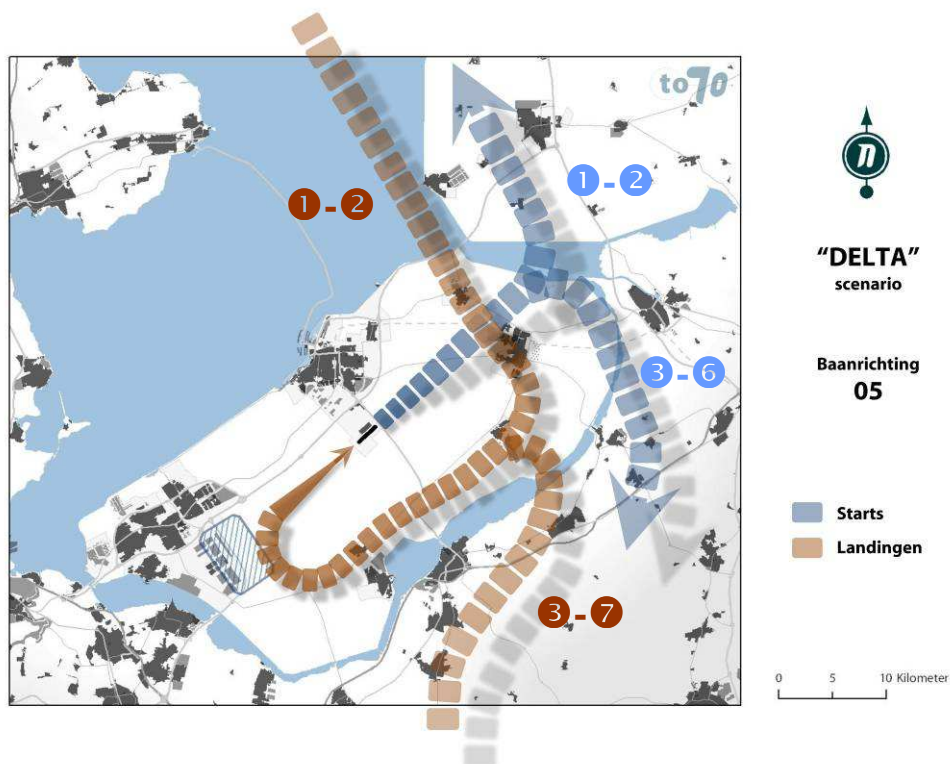 to70
1 - 2
1 - 2
3 - 6
3 - 7
n
"DELTA"
scenario
Baanrichting
05
Starts
Landingen
0 5 10 Kilometer